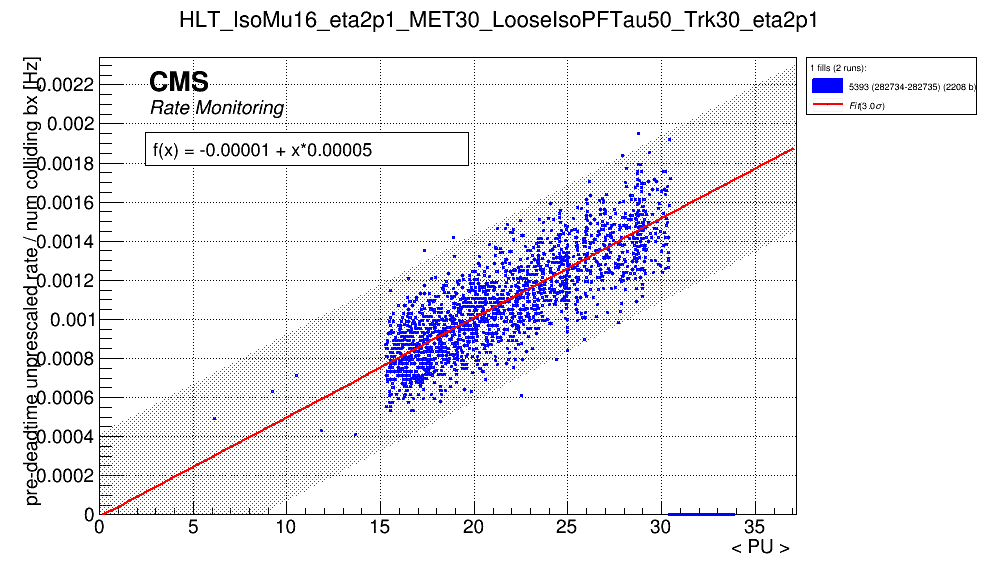 HLT_IsoMu16_eta2p1_MET30_LooseIsoPFTau50_Trk30_eta2p1
pre-deadtime unprescaled rate / num colliding bx [Hz]
CMS
Rate Monitoring
f(x) = -0.00001 + x*0.00005
0.0022
0.002
0.0018
0.0016
0.0014
0.0012
0.001
0.0008
0.0006
0.0004
0.0002
0
0 5 10 15 20 25 30 35
< PU >
1 fills (2 runs):
5393 (282734-282735) (2208 b)
Fit(3.0σ)